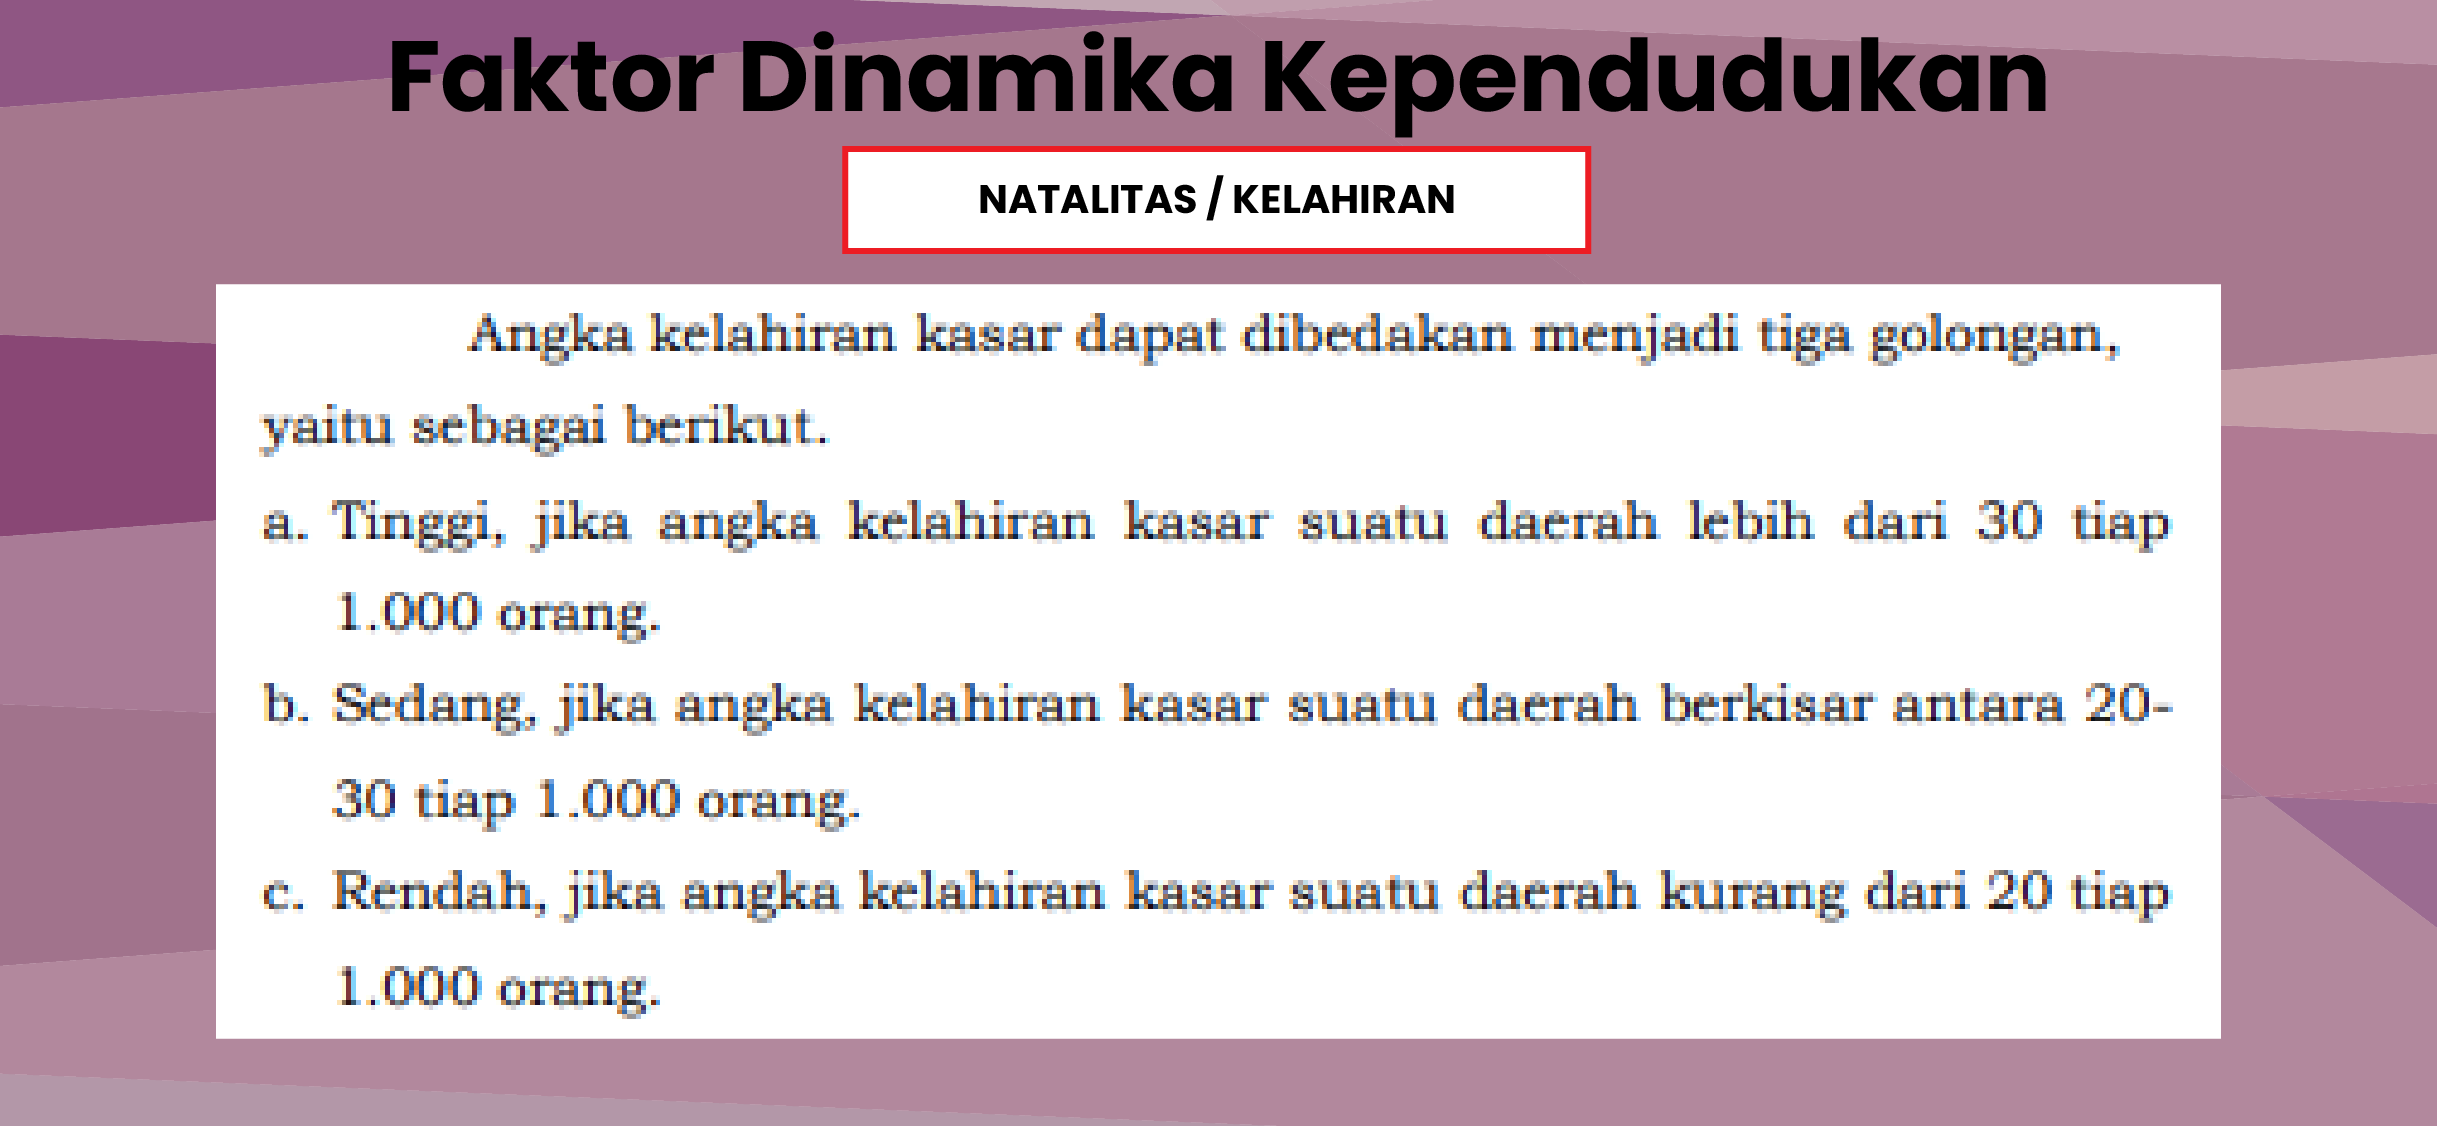 Faktor Dinamika Kependudukan
NATALITAS / KELAHIRAN
Angka kelahiran kasar dapat dibedakan menjadi tiga golongan,
yaitu sebagai berikut.
a. Tinggi, jika angka kelahiran kasar suatu daerah lebih dari 30 tiap
1.000 orang.
b. Sedang, jika angka kelahiran kasar suatu daerah berkisar antara 20-
30 tiap 1.000 orang.
c. Rendah, jika angka kelahiran kasar suatu daerah kurang dari 20 tiap
1.000 orang.